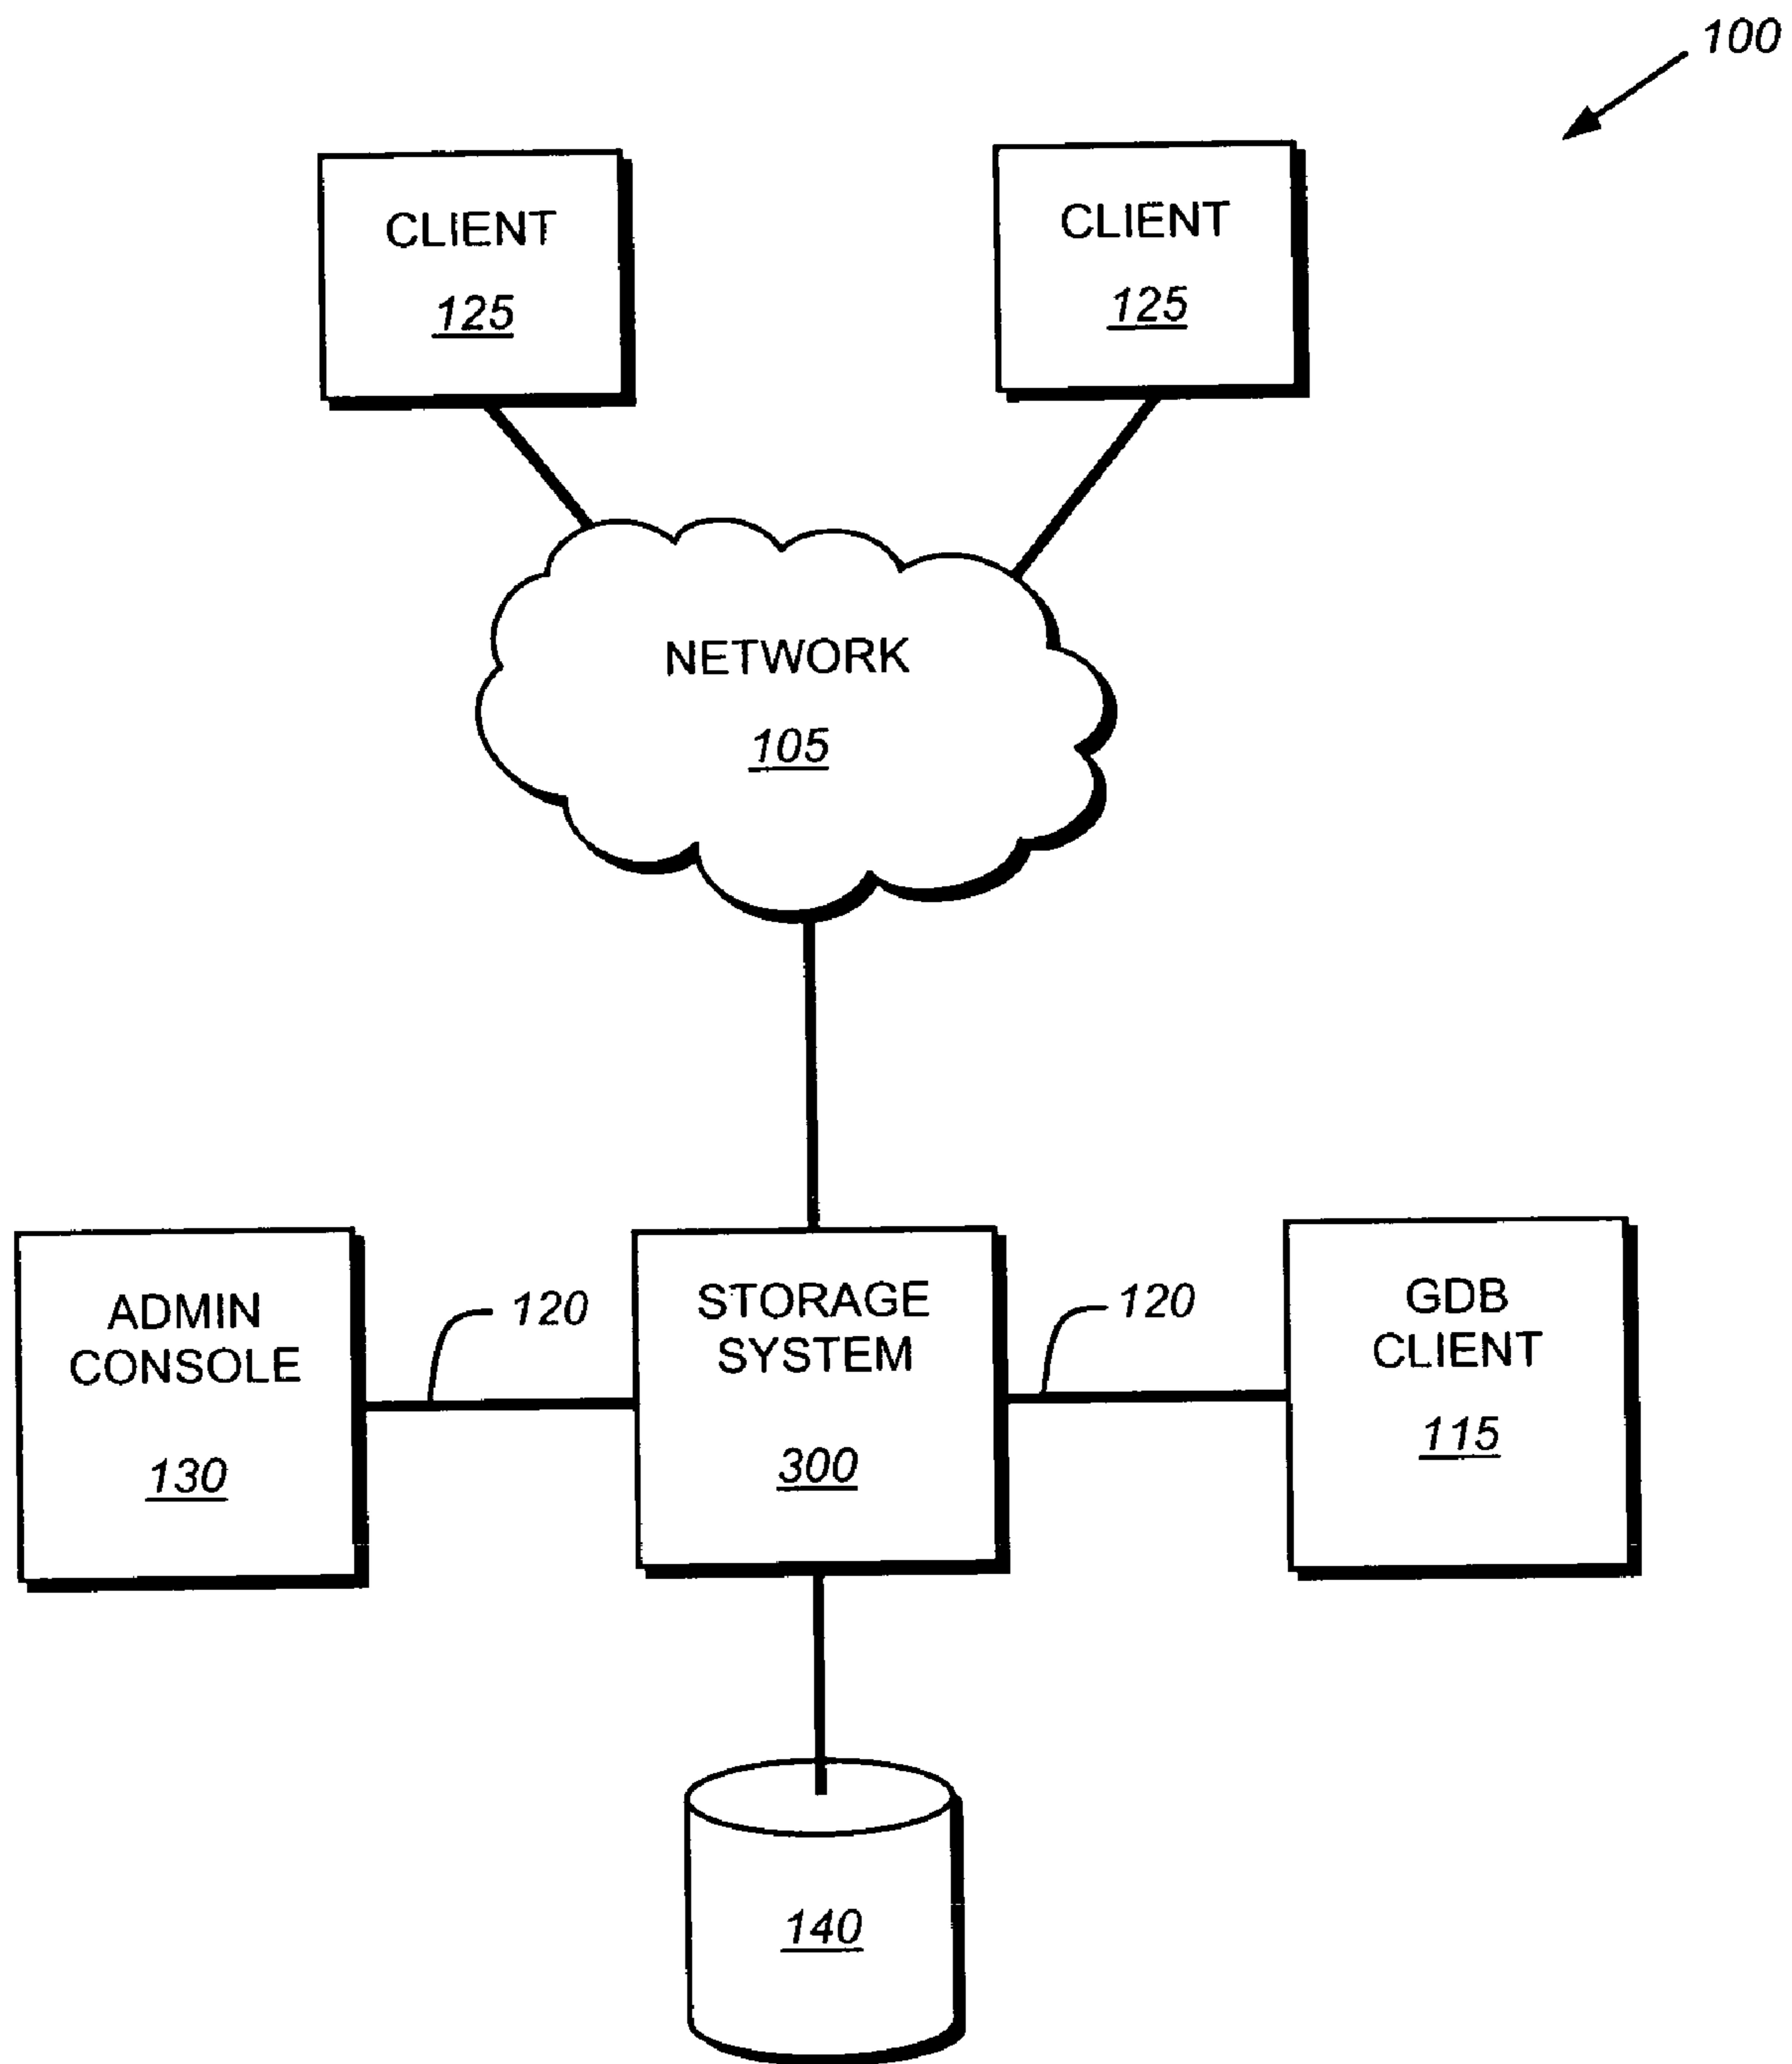 100
CLIENT
125
CLIENT
125
NETWORK
105
ADMIN
CONSOLE
130
120
STORAGE
SYSTEM
300
120
GDB
CLIENT
115
140